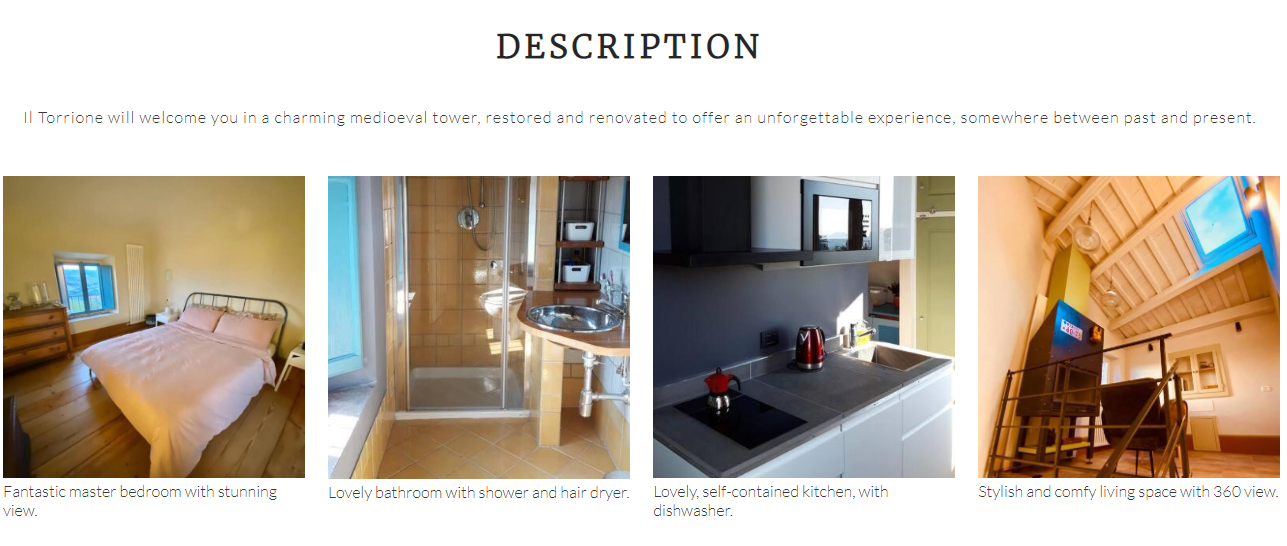 DESCRIPTION
Il Torrione will welcome you in a charming medioeval tower, restored and renovated to offer an unforgettable experience, somewhere between past and present.
Fantastic master bedroom with stunning
view.
Lovely bathroom with shower and hair dryer.
Lovely, self-contained kitchen, with
dishwasher.
Stylish and comfy living space with 360 view.